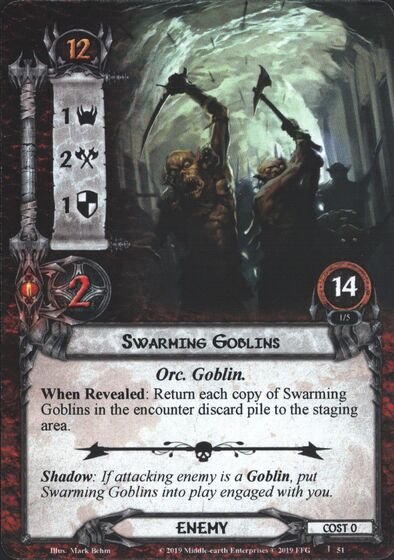 12
1
2
1
2
14
1/5
Swarming Goblins
Orc. Goblin.
When Revealed: Return each copy of Swarming
Goblins in the encounter discard pile to the staging
area.
Shadow: If attacking enemy is a Goblin, put
Swarming Goblins into play engaged with you.
ENEMY
COST 0
Illus. Mark Behm
© 2019 Middle-earth Enterprises © 2019 FFG
51